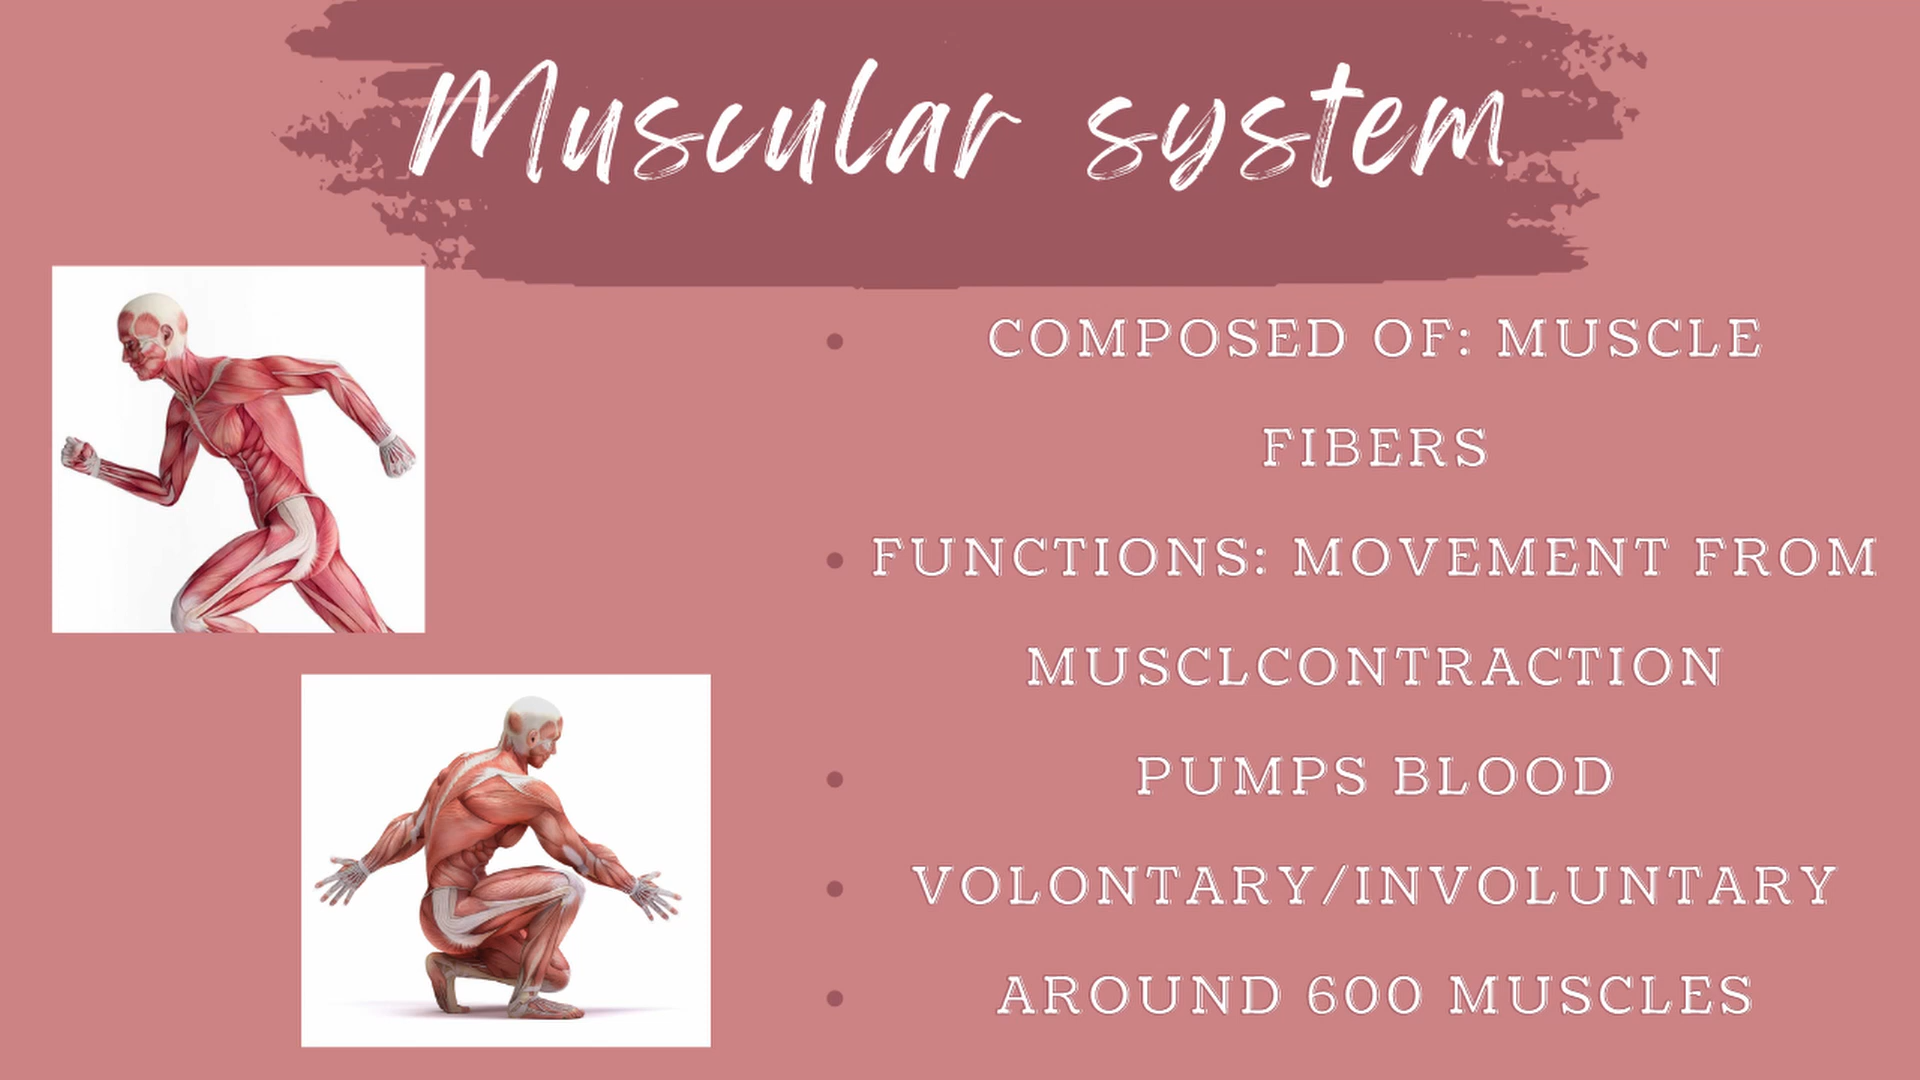 Muscular system
• COMPOSED OF: MUSCLE
FIBERS
• FUNCTIONS: MOVEMENT FROM
MUSCLCONTRACTION
• PUMPS BLOOD
• VOLONTARY/INVOLUNTARY
• AROUND 600 MUSCLES